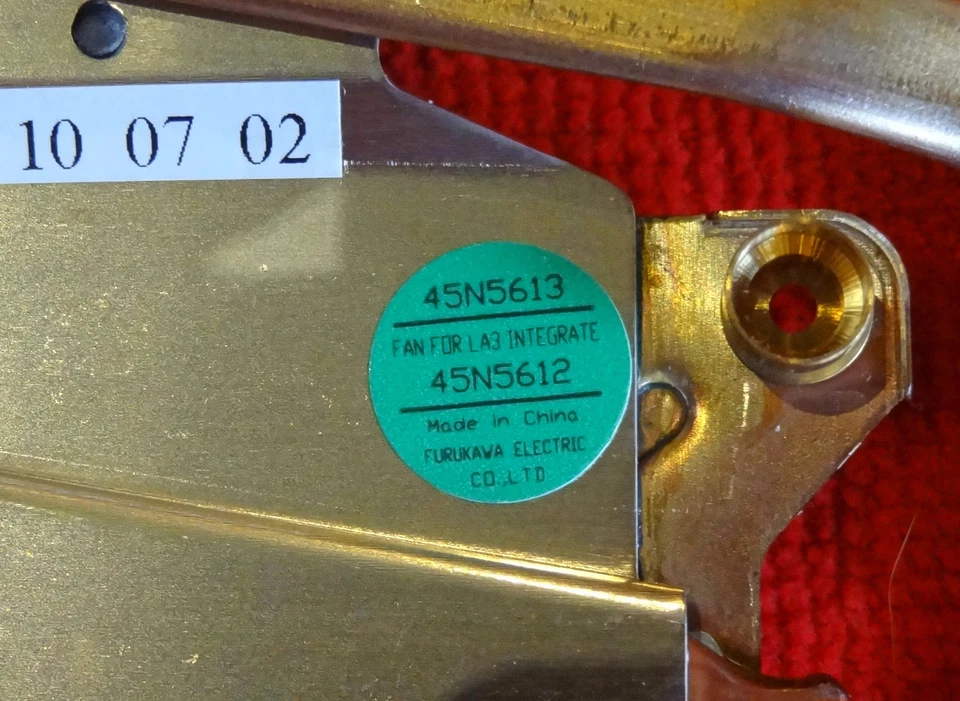 10 07 02
45N5613
FAN FOR LA3 INTEGRATE
45N5612
Made in China
FURUKAWA ELECTRIC
CO.,LTD